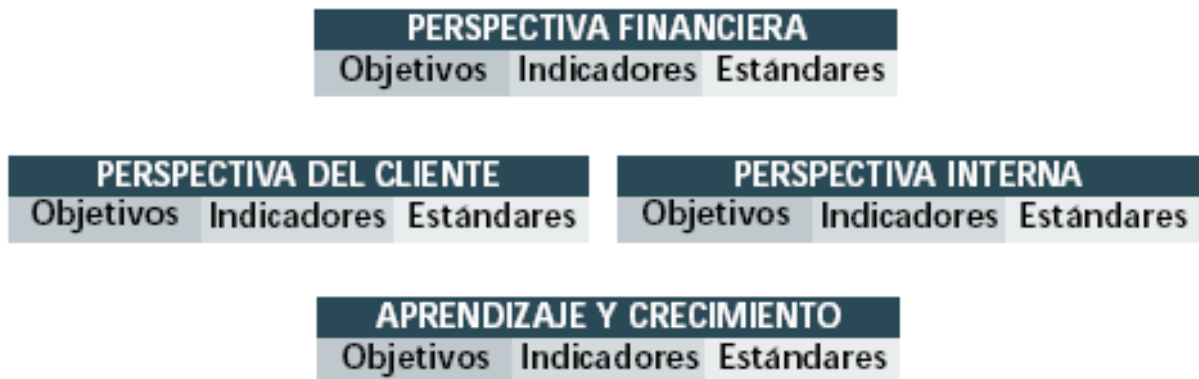 PERSPECTIVA FINANCIERA
Objetivos Indicadores Estándares
PERSPECTIVA DEL CLIENTE
Objetivos Indicadores Estándares
PERSPECTIVA INTERNA
Objetivos Indicadores Estándares
APRENDIZAJE Y CRECIMIENTO
Objetivos Indicadores Estándares